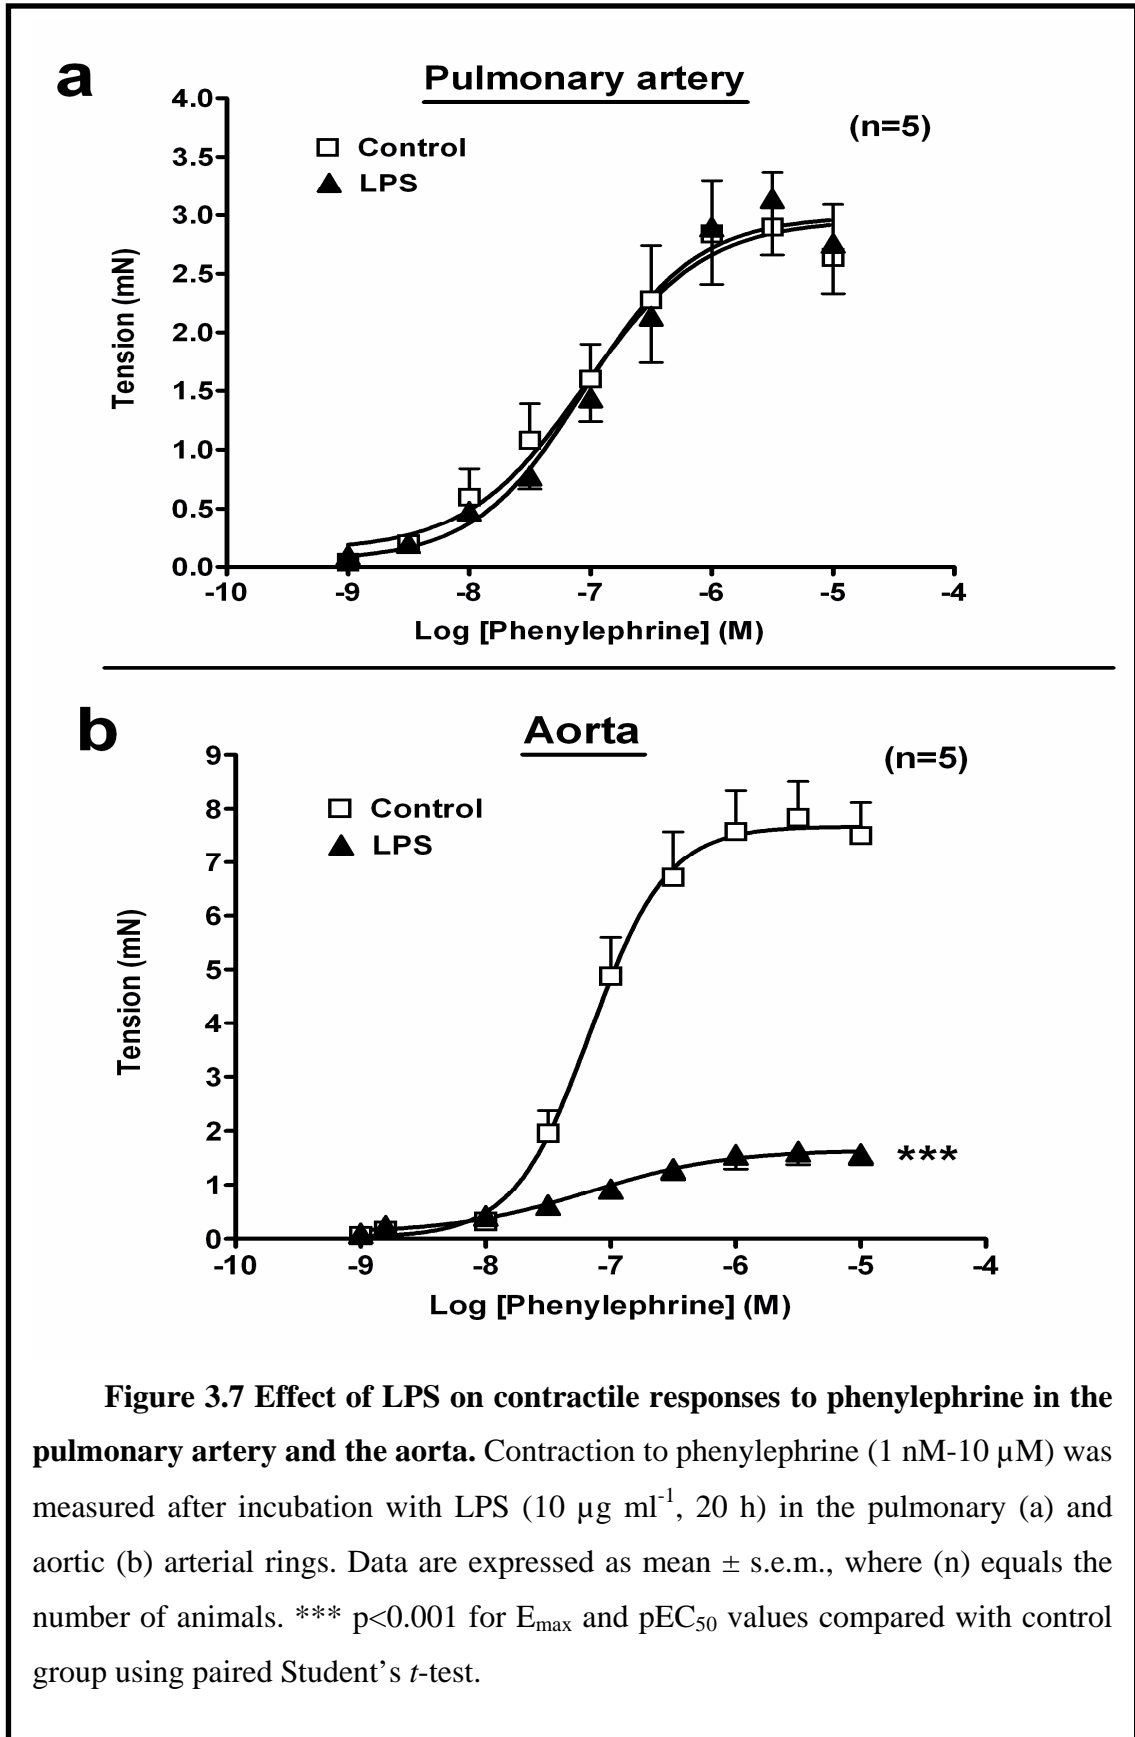 a
Pulmonary artery
(n=5)
Control
LPS
4.0
3.5
3.0
2.5
2.0
1.5
1.0
0.5
0.0
Tension (mN)
-10 -9 -8 -7 -6 -5 -4
Log [Phenylephrine] (M)
b
Aorta
(n=5)
Control
LPS
9
8
7
6
5
4
3
2
1
0
Tension (mN)
***
-10 -9 -8 -7 -6 -5 -4
Log [Phenylephrine] (M)
Figure 3.7 Effect of LPS on contractile responses to phenylephrine in the
pulmonary artery and the aorta. Contraction to phenylephrine (1 nM-10 µM) was
measured after incubation with LPS (10 µg ml⁻¹, 20 h) in the pulmonary (a) and
aortic (b) arterial rings. Data are expressed as mean ± s.e.m., where (n) equals the
number of animals. *** p<0.001 for Emax and pEC₅₀ values compared with control
group using paired Student’s t-test.